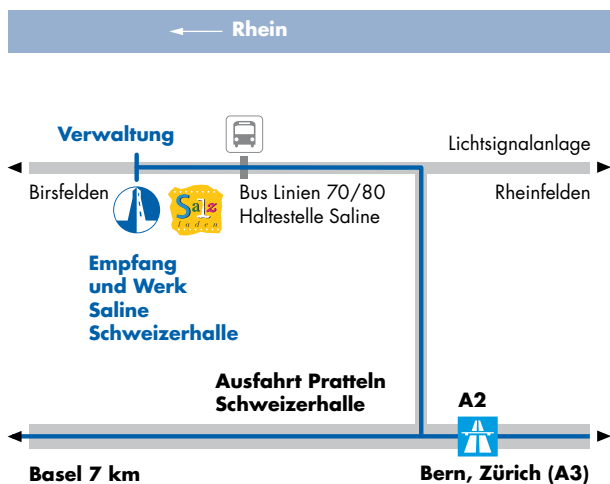 Rhein
Verwaltung
Lichtsignalanlage
Birsfelden
Salz
laden
Bus Linien 70/80
Haltestelle Saline
Rheinfelden
Empfang
und Werk
Saline
Schweizerhalle
Ausfahrt Pratteln
Schweizerhalle
A2
Basel 7 km
Bern, Zürich (A3)